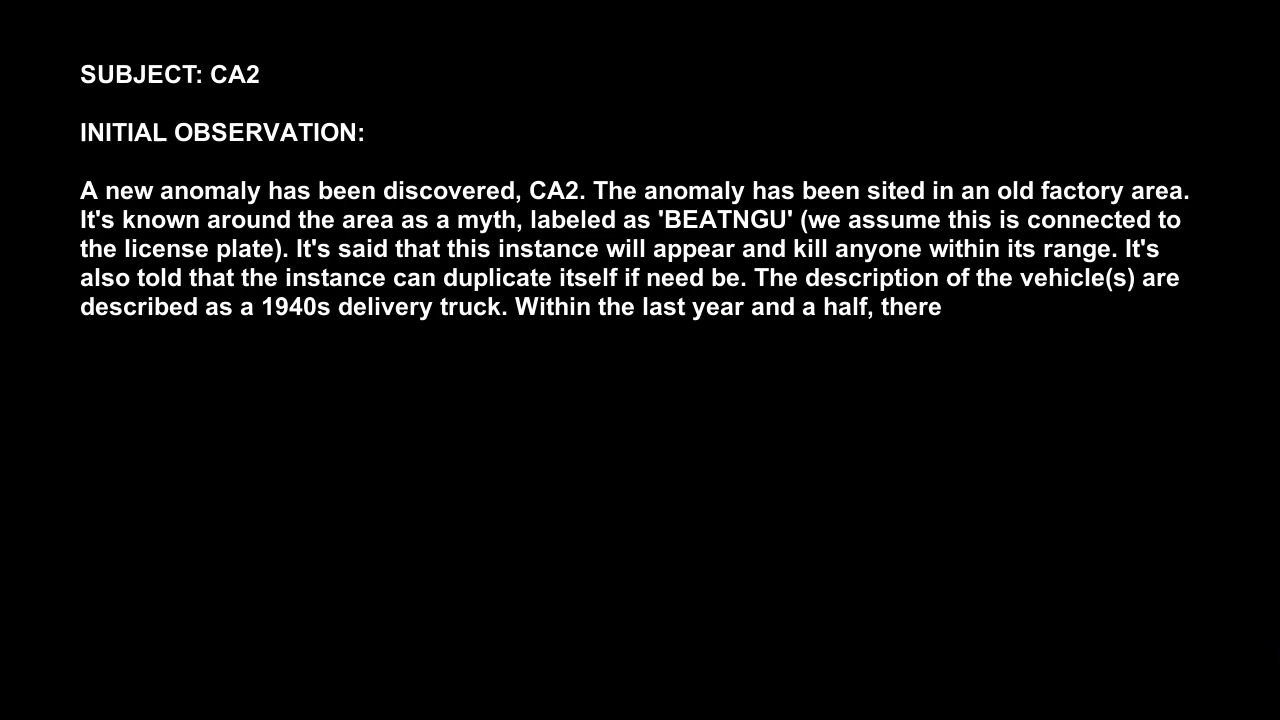 SUBJECT: CA2
INITIAL OBSERVATION:
A new anomaly has been discovered, CA2. The anomaly has been sited in an old factory area.
It's known around the area as a myth, labeled as 'BEATNGU' (we assume this is connected to
the license plate). It's said that this instance will appear and kill anyone within its range. It's
also told that the instance can duplicate itself if need be. The description of the vehicle(s) are
described as a 1940s delivery truck. Within the last year and a half, there